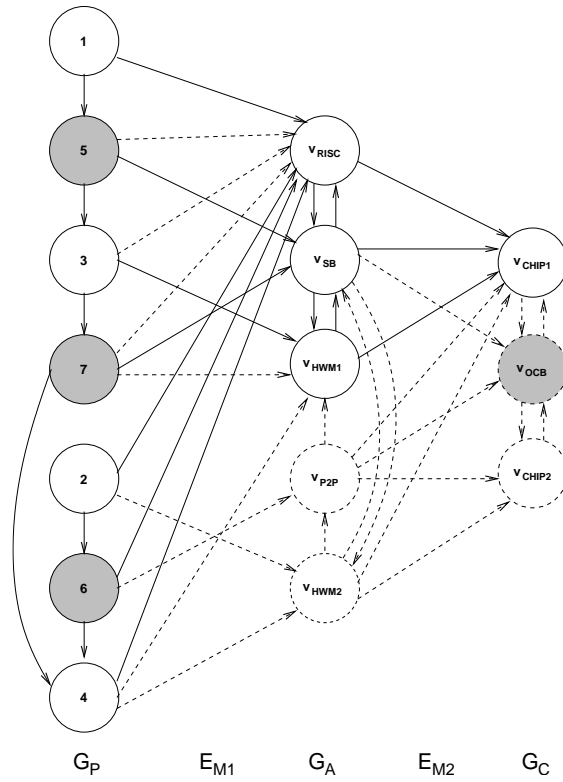 1
5
3
7
2
6
4
vRISC
vSB
vHWM1
vP2P
vHWM2
vCHIP1
vOCB
vCHIP2
GP EM1 GA EM2 GC